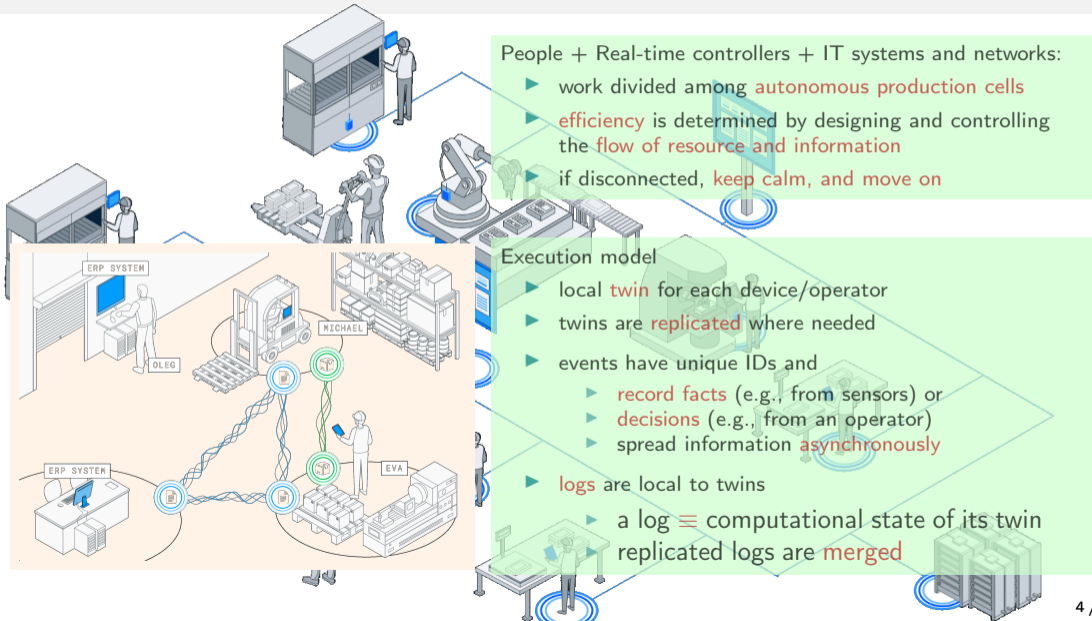 People + Real-time controllers + IT systems and networks:
work divided among autonomous production cells
efficiency is determined by designing and controlling
the flow of resource and information
if disconnected, keep calm, and move on
Execution model
local twin for each device/operator
twins are replicated where needed
events have unique IDs and
record facts (e.g., from sensors) or
decisions (e.g., from an operator)
spread information asynchronously
logs are local to twins
a log ≡ computational state of its twin
replicated logs are merged
ERP SYSTEM
MICHAEL
OLEG
ERP SYSTEM
EVA
4 /